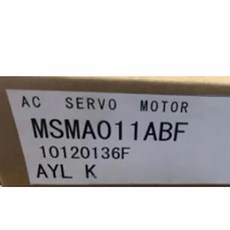 AC SERVO MOTOR
MSMA011ABF
10120136F
AYL K